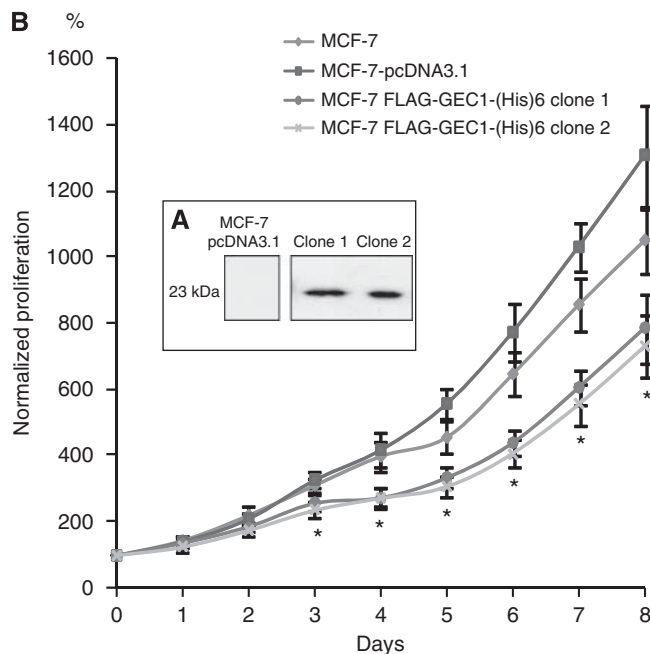 B
%
MCF-7
MCF-7-pcDNA3.1
MCF-7 FLAG-GEC1-(His)6 clone 1
MCF-7 FLAG-GEC1-(His)6 clone 2
1600
1400
1200
1000
800
600
400
200
0
Normalized proliferation
A
MCF-7
pcDNA3.1 Clone 1 Clone 2
23 kDa
* * * * * *
0 1 2 3 4 5 6 7 8
Days